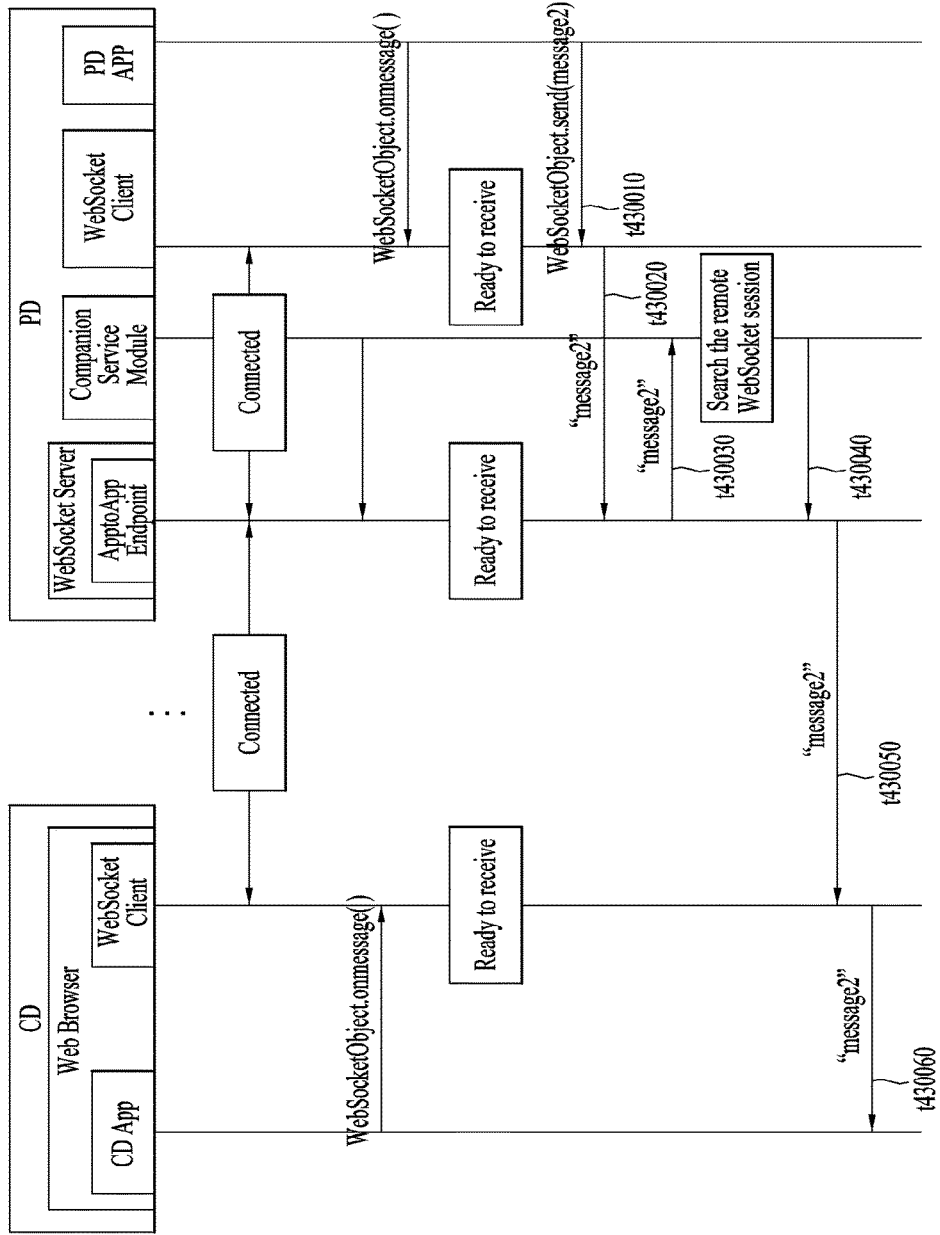 CD
Web Browser
CD App
WebSocket
Client
. . .
PD
WebSocket Server
ApptoApp
Endpoint
Companion
Service
Module
WebSocket
Client
PD
APP
Connected
Connected
WebSocketObject.onmessage( )
WebSocketObject.onmessage( )
Ready to receive
Ready to receive
Ready to receive
WebSocketObject.send(message2)
t430010
“message2”
t430020
“message2”
t430030
Search the remote
WebSocket session
t430040
“message2”
t430050
“message2”
t430060